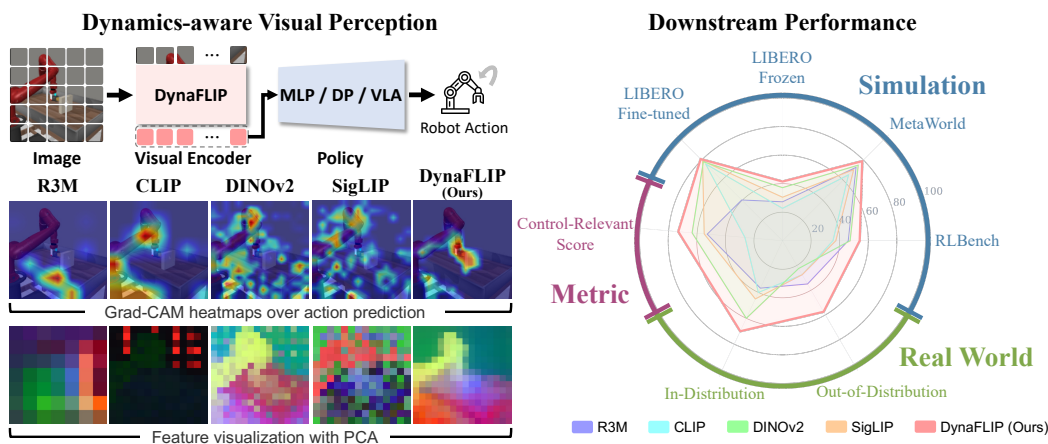 Dynamics-aware Visual Perception
DynaFLIP
MLP / DP / VLA
Robot Action
Image
Visual Encoder
Policy
R3M
CLIP
DINOv2
SigLIP
DynaFLIP
(Ours)
Grad-CAM heatmaps over action prediction
Feature visualization with PCA
Downstream Performance
LIBERO
Frozen
Simulation
LIBERO
Fine-tuned
MetaWorld
100
80
60
40
20
Control-Relevant
Score
RLBench
Metric
Real World
In-Distribution
Out-of-Distribution
R3M
CLIP
DINOv2
SigLIP
DynaFLIP (Ours)